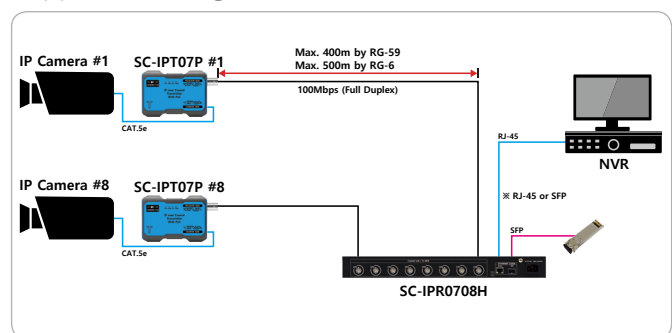 IP Camera #1
SC-IPT07P #1
Max. 400m by RG-59
Max. 500m by RG-6
100Mbps (Full Duplex)
CAT.5e
RJ-45
NVR
IP Camera #8
SC-IPT07P #8
※ RJ-45 or SFP
SFP
CAT.5e
SC-IPR0708H